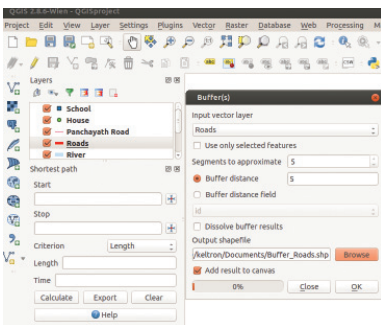 QGIS 2.8.6-Wien - QGISproject
Project Edit View Layer Settings Plugins Vector Raster Database Web Processing
Layers
School
House
Panchayath Road
Roads
River
Shortest path
Start
Stop
Criterion Length
Length
Time
Calculate Export Clear
Help
Buffer(s)
Input vector layer
Roads
Use only selected features
Segments to approximate 5
Buffer distance 5
Buffer distance field
id
Dissolve buffer results
Output shapefile
/keltron/Documents/Buffer_Roads.shp Browse
Add result to canvas
0% Close OK